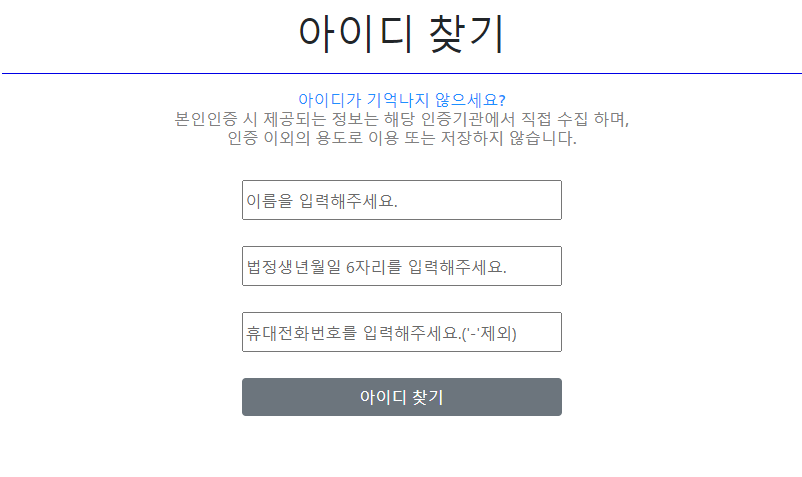 아이디 찾기
아이디가 기억나지 않으세요?
본인인증 시 제공되는 정보는 해당 인증기관에서 직접 수집 하며,
인증 이외의 용도로 이용 또는 저장하지 않습니다.
이름을 입력해주세요.
법정생년월일 6자리를 입력해주세요.
휴대전화번호를 입력해주세요.('-'제외)
아이디 찾기